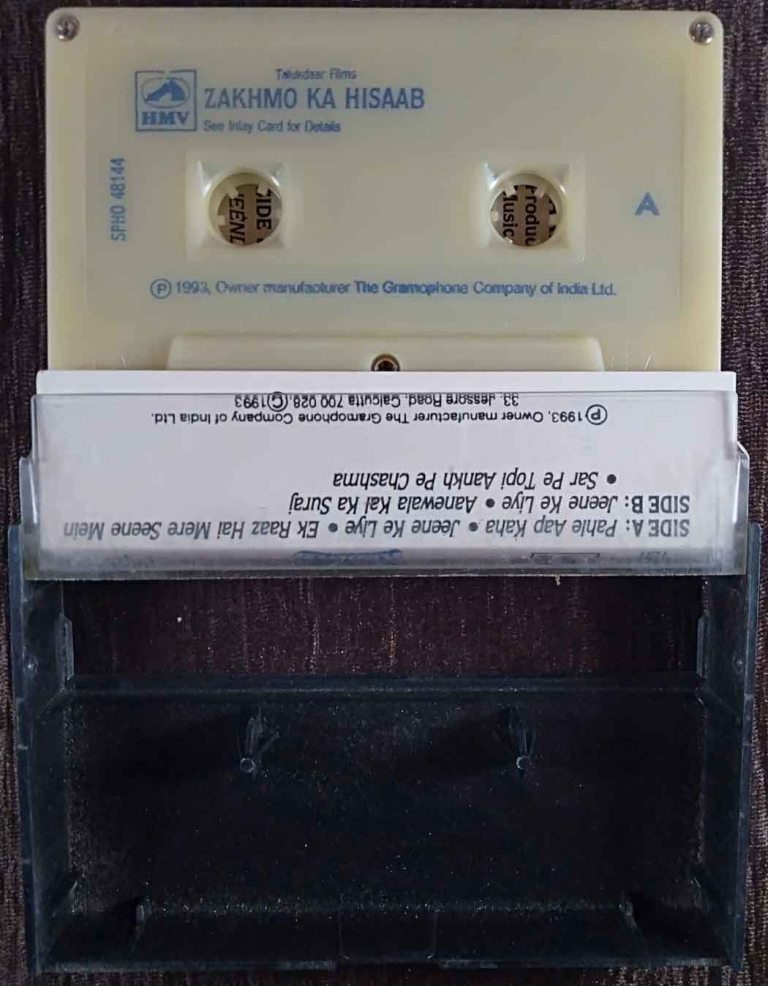 Talukdaar Films
ZAKHMO KA HISAAB
HMV
See Inlay Card for Details
SPHO 48144
A
Ⓟ 1993, Owner manufacturer The Gramophone Company of India Ltd.
SIDE A: Pahle Aap Kaha • Jeene Ke Liye • Ek Raaz Hai Mere Seene Mein
SIDE B: Jeene Ke Liye • Aanewala Kal Ka Suraj
• Sar Pe Topi Aankh Pe Chashma
Ⓟ 1993, Owner manufacturer The Gramophone Company of India Ltd.
33, Jessore Road, Calcutta 700 028. Ⓒ 1993